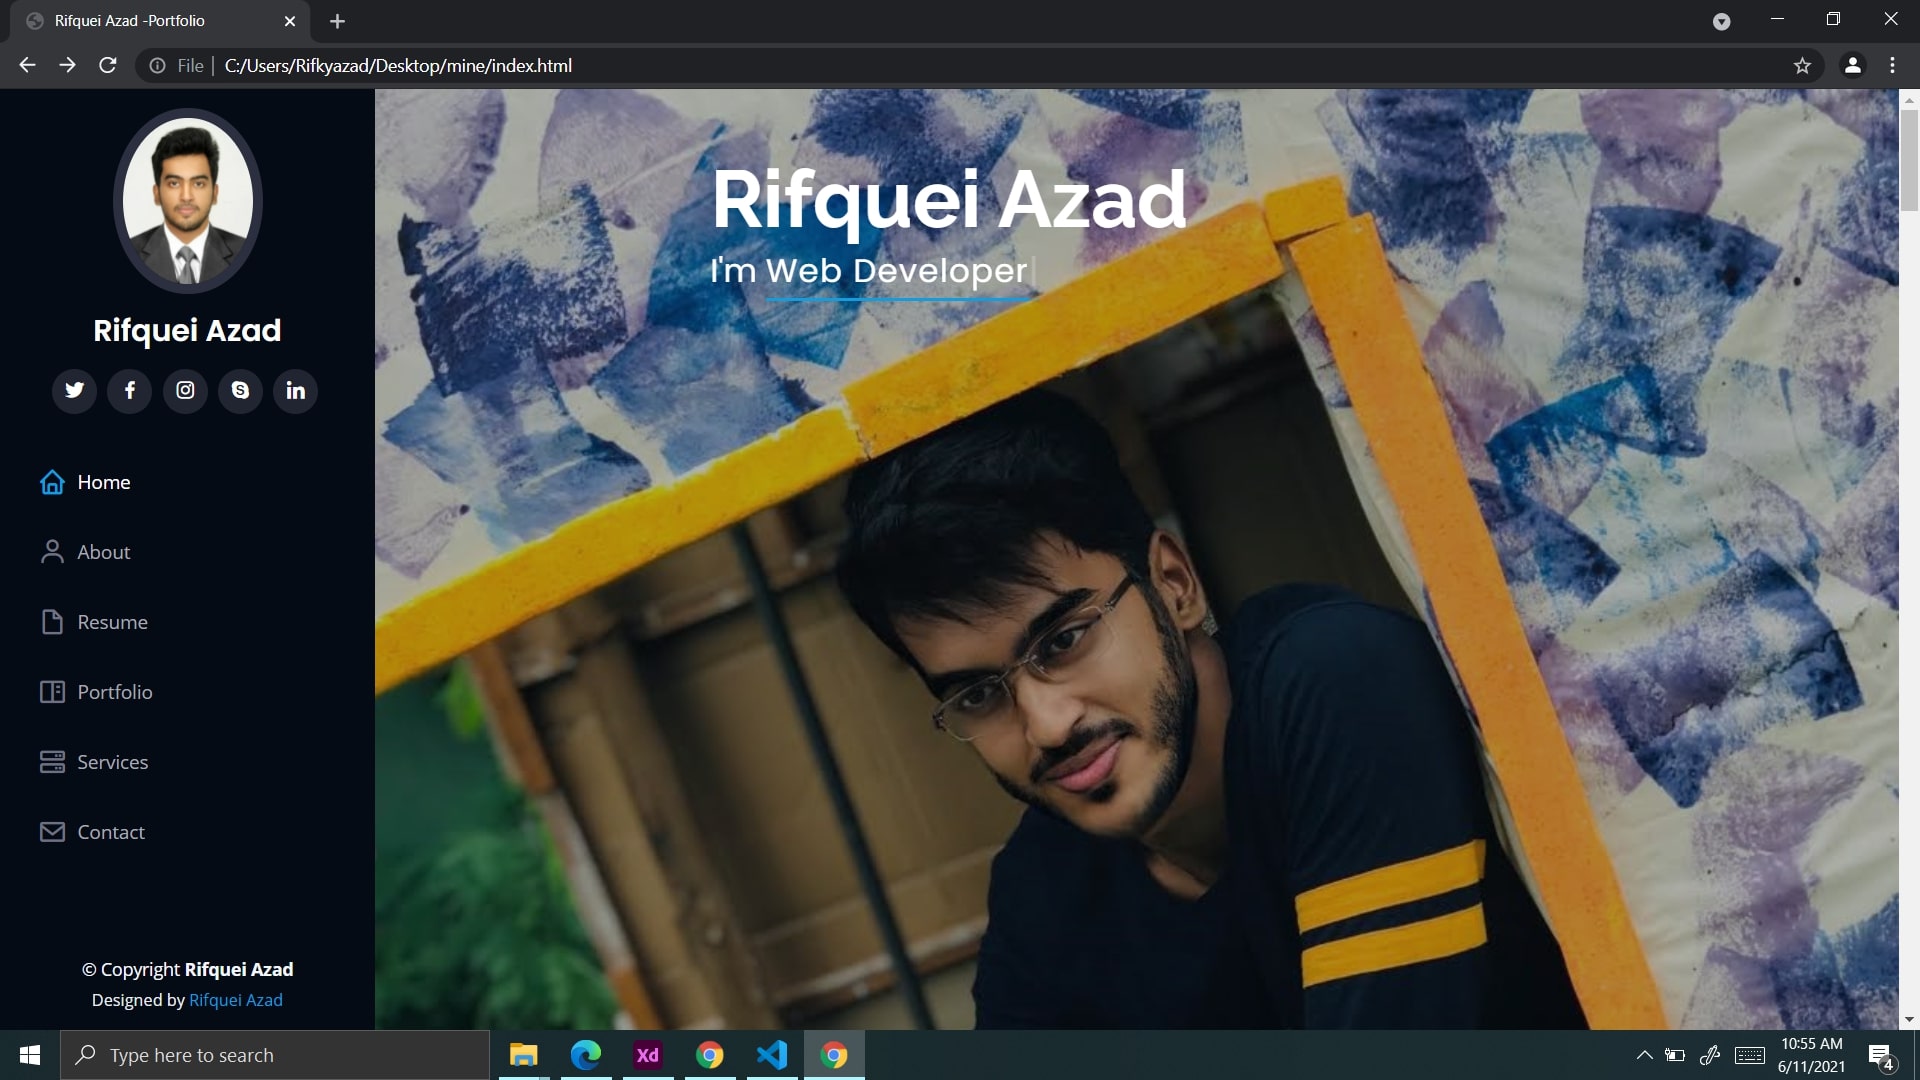 Rifquei Azad -Portfolio
File | C:/Users/Rifkyazad/Desktop/mine/index.html
Rifquei Azad
Home
About
Resume
Portfolio
Services
Contact
© Copyright Rifquei Azad
Designed by Rifquei Azad
Rifquei Azad
I'm Web Developer
Type here to search
Xd
10:55 AM
6/11/2021
4